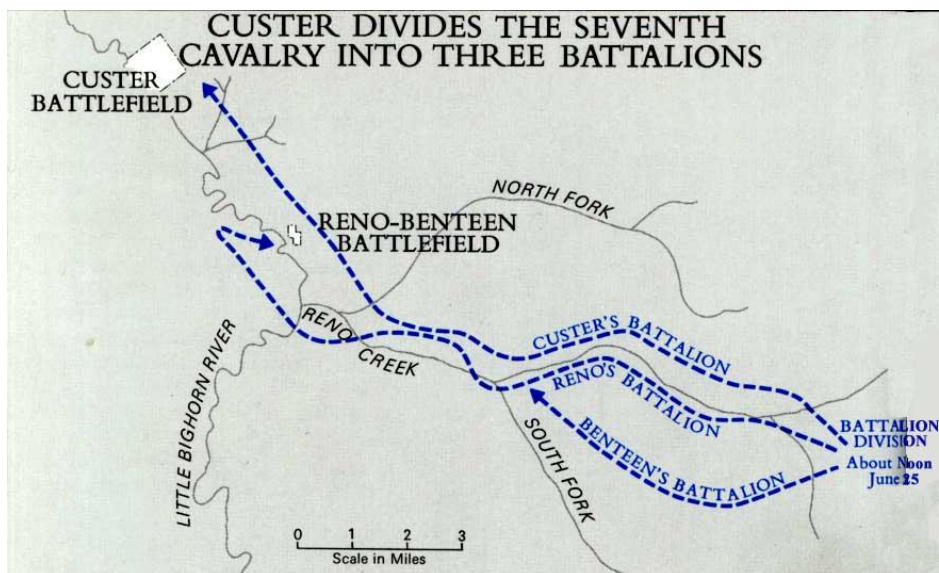 CUSTER DIVIDES THE SEVENTH
CAVALRY INTO THREE BATTALIONS
CUSTER
BATTLEFIELD
NORTH FORK
RENO-BENTEEN
BATTLEFIELD
RENO
CREEK
LITTLE BIGHORN RIVER
CUSTER'S BATTALION
RENO'S BATTALION
BENTEEN'S BATTALION
SOUTH FORK
BATTALION
DIVISION
About Noon
June 25
0 1 2 3
Scale in Miles